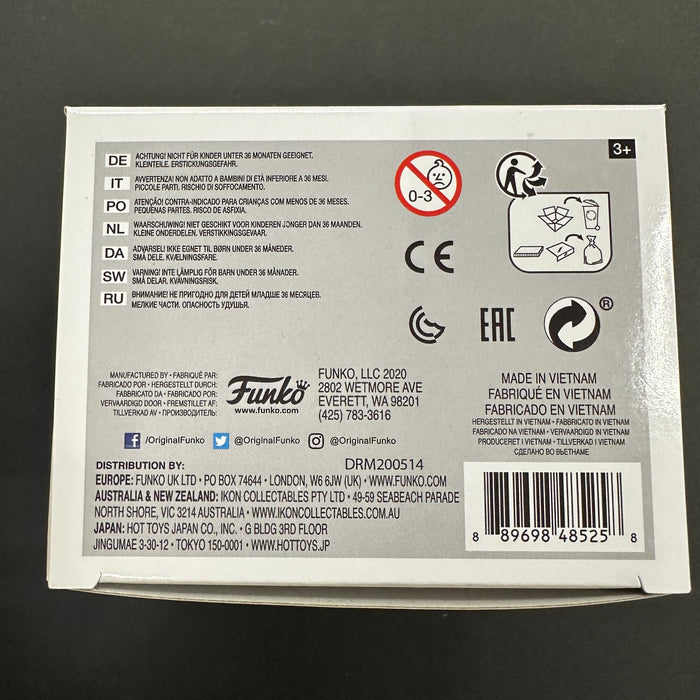 3+
DE ACHTUNG! NICHT FÜR KINDER UNTER 36 MONATEN GEEIGNET.
KLEINTEILE. ERSTICKUNGSGEFAHR.
IT AVVERTENZA! NON ADATTO A BAMBINI DI ETÀ INFERIORE A 36 MESI.
PICCOLE PARTI. RISCHIO DI SOFFOCAMENTO.
PO ATENÇÃO! CONTRA-INDICADO PARA CRIANÇAS COM MENOS DE 36 MESES.
PEQUENAS PARTES. RISCO DE ASFIXIA.
NL WAARSCHUWING! NIET GESCHIKT VOOR KINDEREN JONGER DAN 36 MAANDEN.
KLEINE ONDERDELEN. VERSTIKKINGSGEVAAR.
DA ADVARSEL! IKKE EGNET TIL BØRN UNDER 36 MÅNEDER.
SMÅ DELE. KVÆLNINGSFARE.
SW VARNING! INTE LÄMPLIG FÖR BARN UNDER 36 MÅNADER.
SMÅ DELAR. KVÄVNINGSRISK.
RU ВНИМАНИЕ! НЕ ПРИГОДНО ДЛЯ ДЕТЕЙ МЛАДШЕ 36 МЕСЯЦЕВ.
МЕЛКИЕ ЧАСТИ. ОПАСНОСТЬ УДУШЬЯ.
0-3
CE
EAC
®
MANUFACTURED BY • FABRIQUÉ PAR:
FABRICADO POR • HERGESTELLT DURCH:
FABBRICATO DA • FABRICADO POR:
VERVAARDIGD DOOR • FREMSTILLET AF:
TILLVERKAD AV • ПРОИЗВОДИТЕЛЬ:
Funko
www.funko.com
FUNKO, LLC 2020
2802 WETMORE AVE
EVERETT, WA 98201
(425) 783-3616
MADE IN VIETNAM
FABRIQUÉ EN VIETNAM
FABRICADO EN VIETNAM
HERGESTELLT IN VIETNAM • FABBRICATO IN VIETNAM
FABRICADO NA VIETNAM • VERVAARDIGD IN VIETNAM
PRODUCERET I VIETNAM • TILLVERKAD I VIETNAM
СДЕЛАНО ВО ВЬЕТНАМЕ
/OriginalFunko @OriginalFunko @OriginalFunko
DISTRIBUTION BY: DRM200514
EUROPE: FUNKO UK LTD • PO BOX 74644 • LONDON, W6 6JW (UK) • WWW.FUNKO.COM
AUSTRALIA & NEW ZEALAND: IKON COLLECTABLES PTY LTD • 49-59 SEABEACH PARADE
NORTH SHORE, VIC 3214 AUSTRALIA • WWW.IKONCOLLECTABLES.COM.AU
JAPAN: HOT TOYS JAPAN CO., INC. • G BLDG 3RD FLOOR
JINGUMAE 3-30-12 • TOKYO 150-0001 • WWW.HOTTOYS.JP
8 89698 48525 8